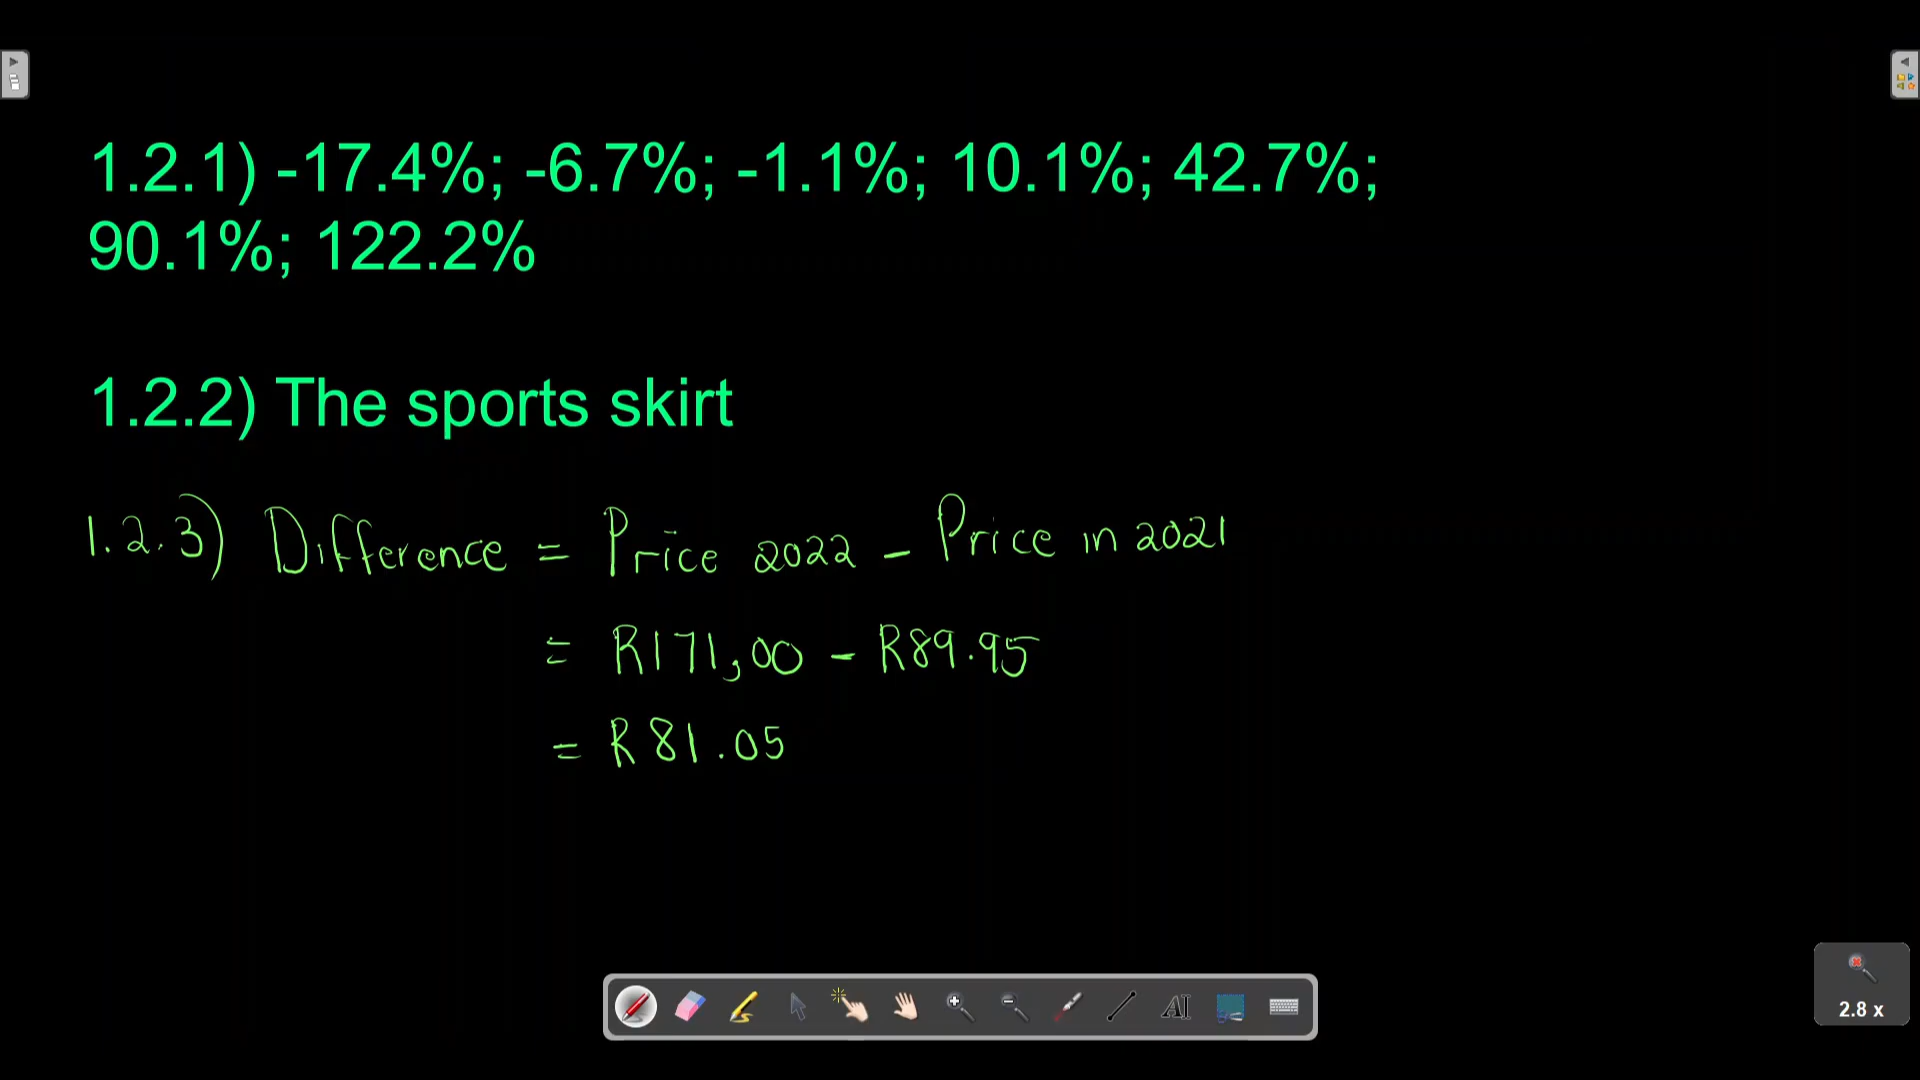 1.2.1) -17.4%; -6.7%; -1.1%; 10.1%; 42.7%;
90.1%; 122.2%
1.2.2) The sports skirt
1.2.3) Difference = Price 2022 - Price in 2021
= R171,00 - R89.95
= R81.05
AI
2.8 x